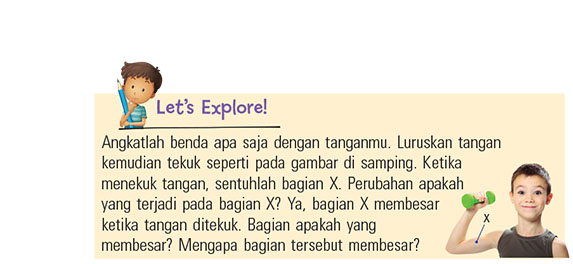 Let's Explore!
Angkatlah benda apa saja dengan tanganmu. Luruskan tangan
kemudian tekuk seperti pada gambar di samping. Ketika
menekuk tangan, sentuhlah bagian X. Perubahan apakah
yang terjadi pada bagian X? Ya, bagian X membesar
ketika tangan ditekuk. Bagian apakah yang
membesar? Mengapa bagian tersebut membesar?
X